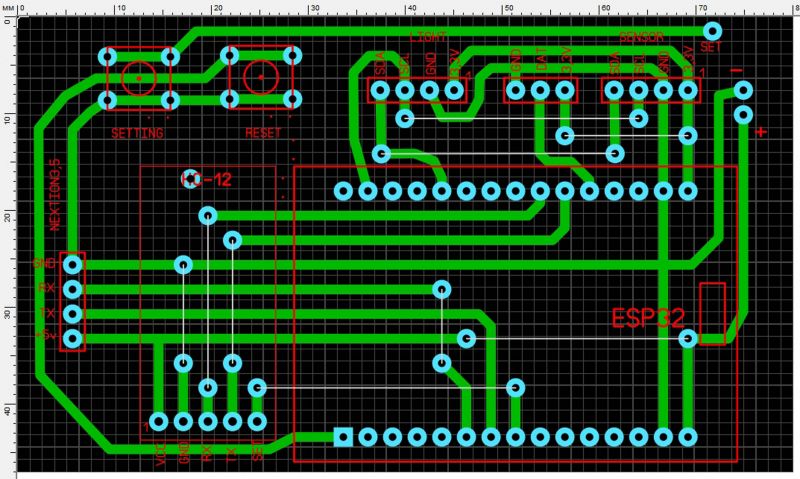 мм 0 10 20 30 40 50 60 70 80
0
10
20
30
40
LIGHT
SENSOR
SET
SDA
SCL
GND
3.3V
1
GND
DAT
3.3V
SDA
SCL
GND
3.3V
1
−
+
SETTING
RESET
NEXTION3,5
HC-12
GND
RX
TX
+5v
ESP32
1
VCC
GND
RX
TX
SET